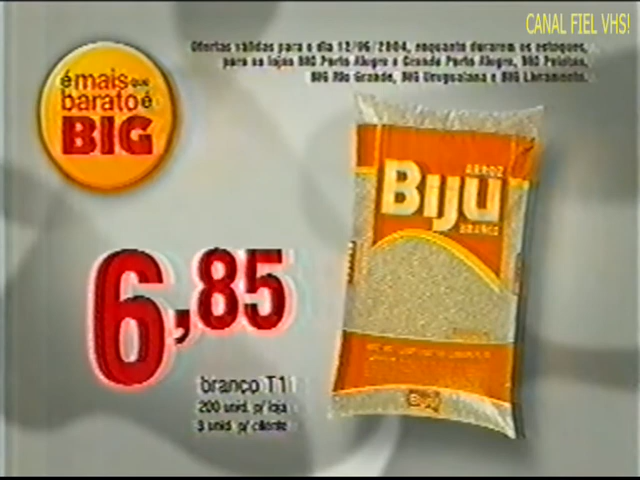 CANAL FIEL VHS!
Ofertas válidas para o dia 12/06/2004, enquanto durarem os estoques,
para as lojas BIG Porto Alegre e Grande Porto Alegre, BIG Pelotas,
BIG Rio Grande, BIG Uruguaiana e BIG Livramento.
é mais que
barato é
BIG
ARROZ
Biju
BRANCO
6,85
branco T1
200 unid. p/ loja
3 unid. p/ cliente
Biju